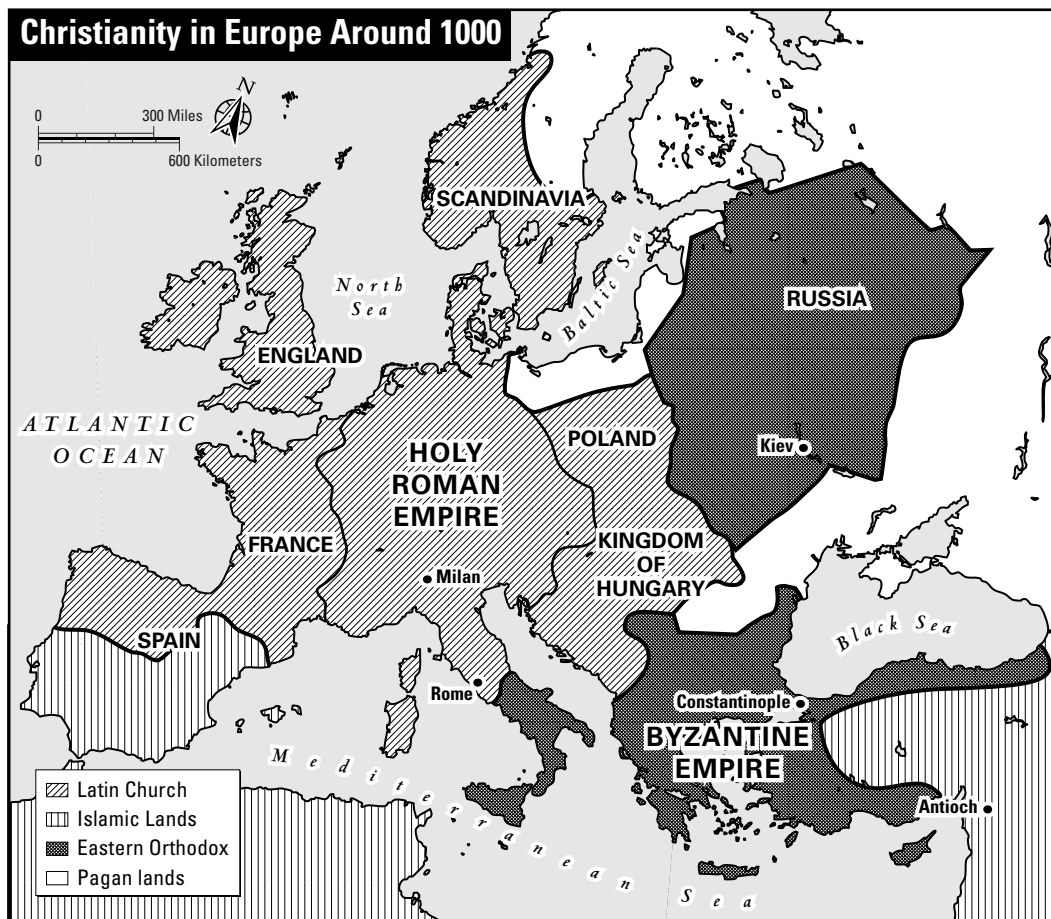 Christianity in Europe Around 1000
N
0 300 Miles
0 600 Kilometers
SCANDINAVIA
North
Sea
Baltic Sea
RUSSIA
ENGLAND
ATLANTIC
OCEAN
POLAND
Kiev
HOLY
ROMAN
EMPIRE
FRANCE
KINGDOM
OF
HUNGARY
Milan
SPAIN
Black Sea
Rome
Constantinople
BYZANTINE
EMPIRE
Antioch
Mediterranean Sea
Latin Church
Islamic Lands
Eastern Orthodox
Pagan lands